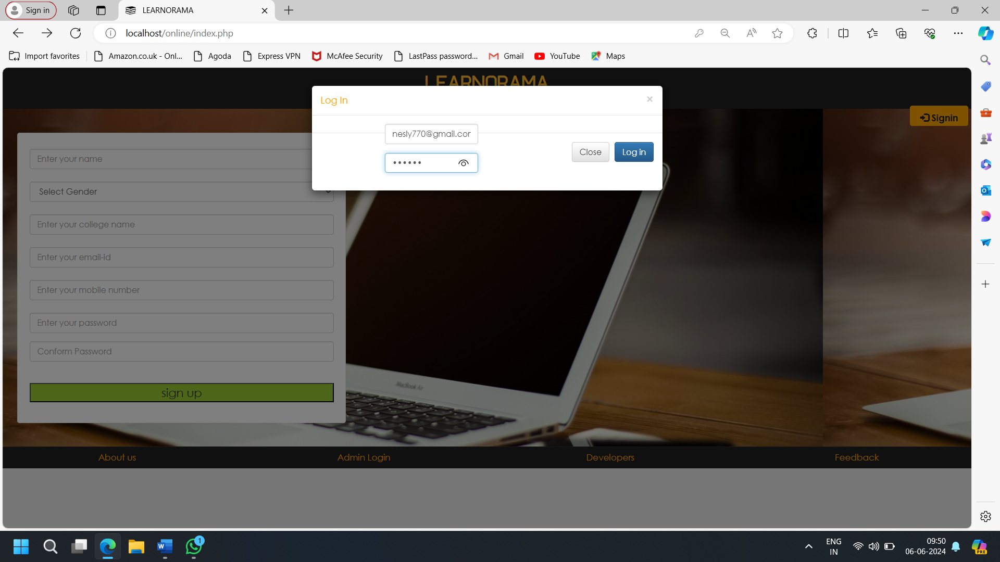 Sign in
LEARNORAMA
localhost/online/index.php
Import favorites
Amazon.co.uk - Onl...
Agoda
Express VPN
McAfee Security
LastPass password...
Gmail
YouTube
Maps
LEARNORAMA
Log In
×
Signin
nesly770@gmail.cor
Close
Log in
Enter your name
Select Gender
Enter your college name
Enter your email-id
Enter your mobile number
Enter your password
Conform Password
sign up
MacBook Air
About us
Admin Login
Developers
Feedback
1
ENG
IN
09:50
06-06-2024
PRE